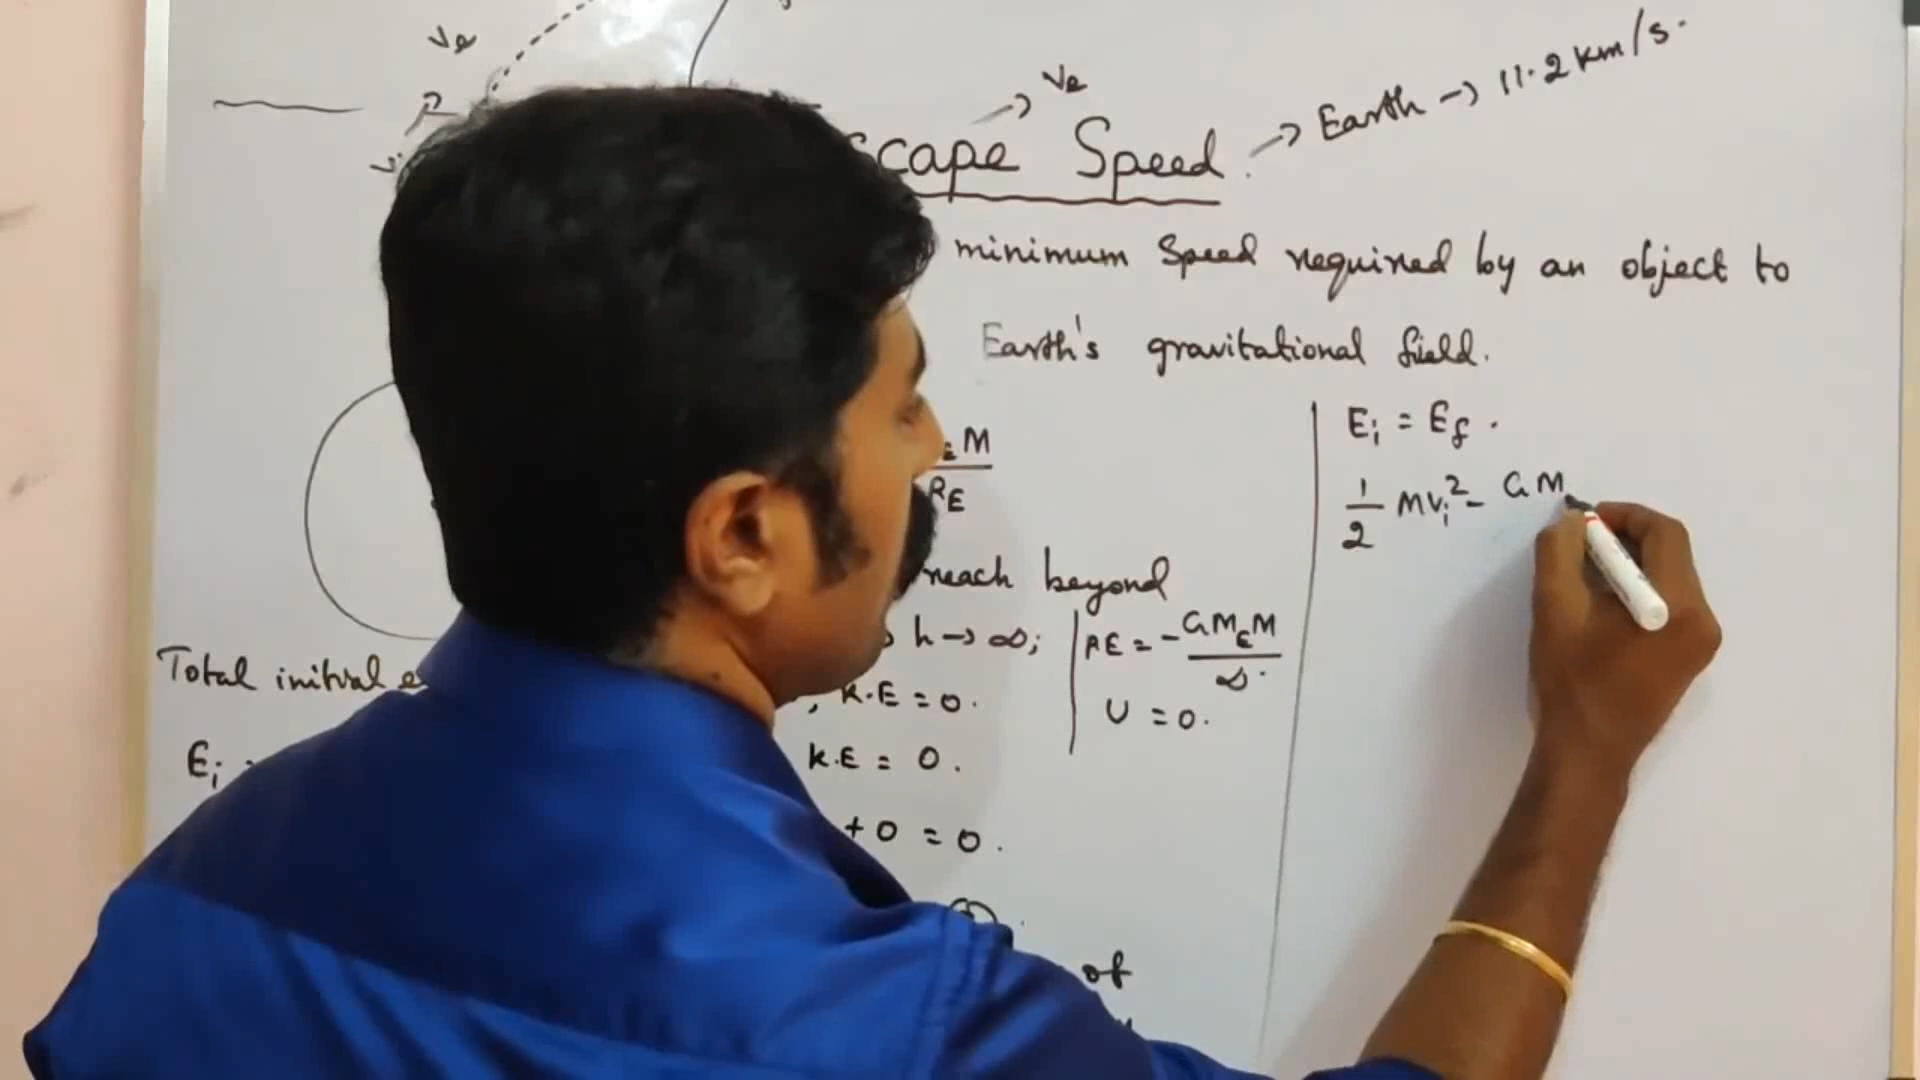 Ve
Ve
Earth → 11.2 km/s.
Speed.
minimum Speed required by an object to
Earth's gravitational field.
M
RE
Ei = Ef.
1/2 MVi² - GM
reach beyond
h → ∞;
PE = - GMEM/∞.
Total initial
K.E = 0.
U = 0.
Ei
K.E = 0.
+ 0 = 0.
of